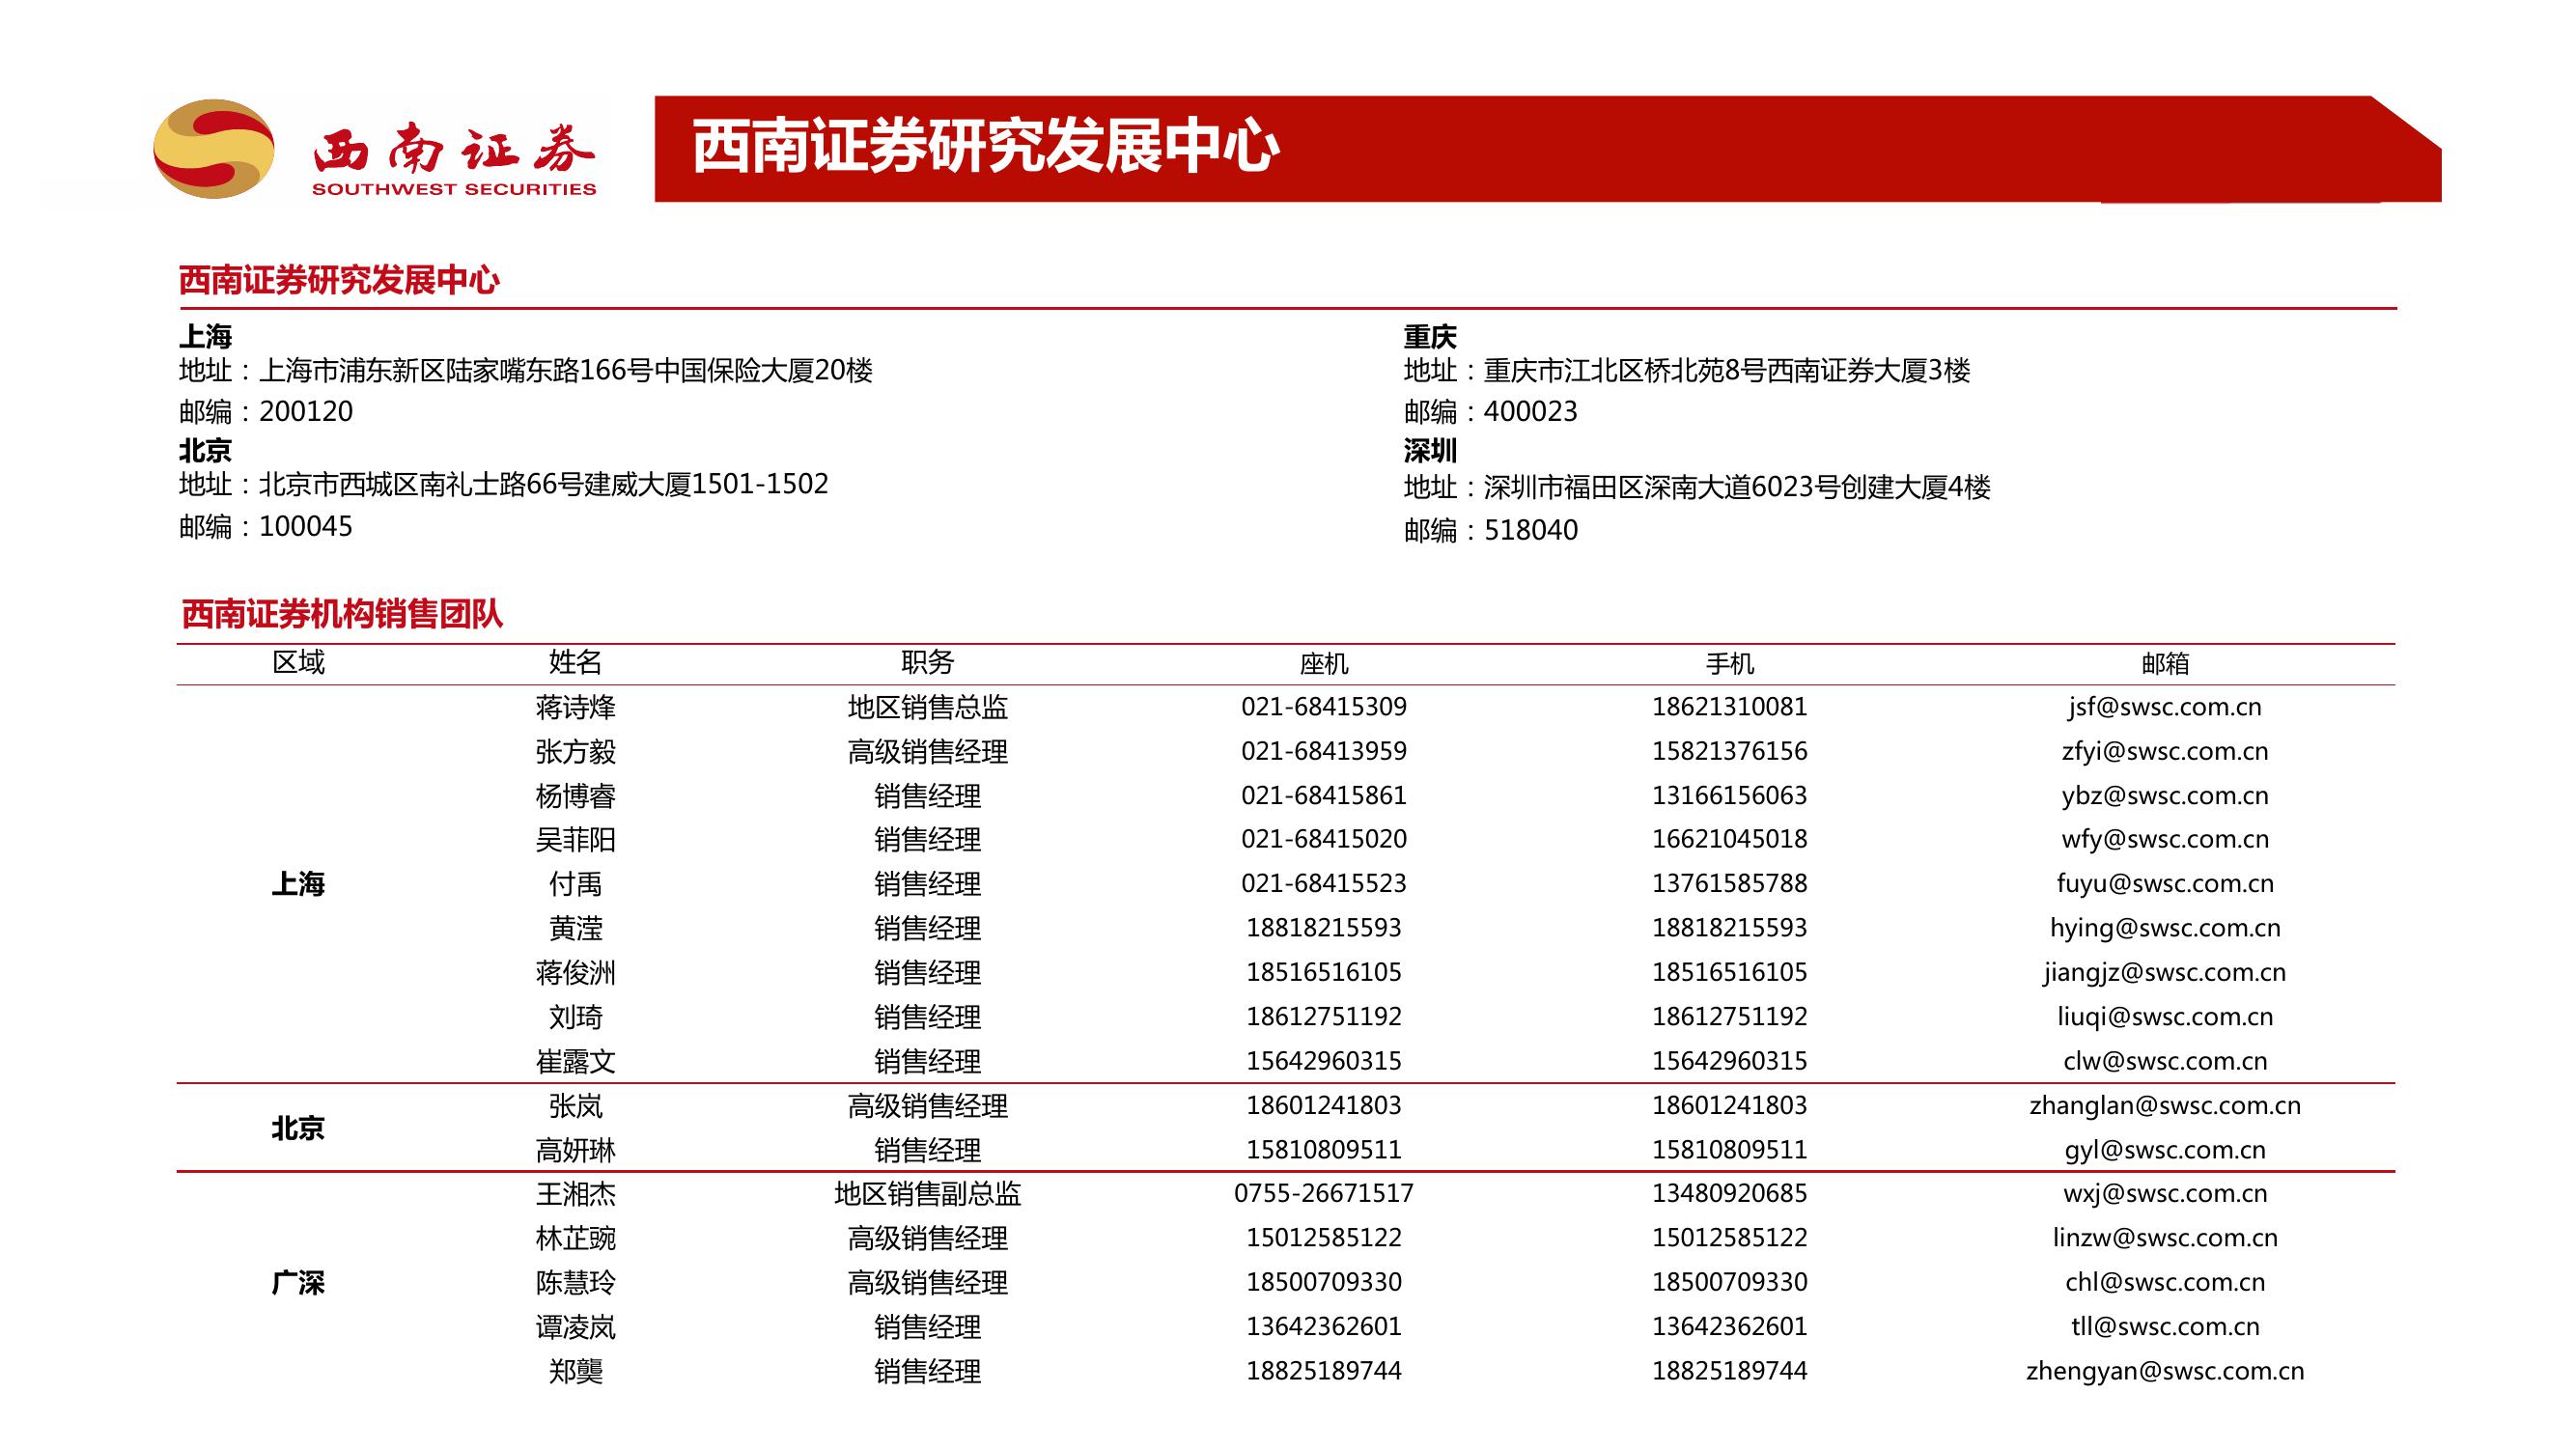 西南证券
SOUTHWEST SECURITIES
西南证券研究发展中心
西南证券研究发展中心
上海
地址：上海市浦东新区陆家嘴东路166号中国保险大厦20楼
邮编：200120
北京
地址：北京市西城区南礼士路66号建威大厦1501-1502
邮编：100045
重庆
地址：重庆市江北区桥北苑8号西南证券大厦3楼
邮编：400023
深圳
地址：深圳市福田区深南大道6023号创建大厦4楼
邮编：518040
西南证券机构销售团队
区域 姓名 职务 座机 手机 邮箱
上海
蒋诗烽 地区销售总监 021-68415309 18621310081 jsf@swsc.com.cn
张方毅 高级销售经理 021-68413959 15821376156 zfyi@swsc.com.cn
杨博睿 销售经理 021-68415861 13166156063 ybz@swsc.com.cn
吴菲阳 销售经理 021-68415020 16621045018 wfy@swsc.com.cn
付禹 销售经理 021-68415523 13761585788 fuyu@swsc.com.cn
黄滢 销售经理 18818215593 18818215593 hying@swsc.com.cn
蒋俊洲 销售经理 18516516105 18516516105 jiangjz@swsc.com.cn
刘琦 销售经理 18612751192 18612751192 liuqi@swsc.com.cn
崔露文 销售经理 15642960315 15642960315 clw@swsc.com.cn
北京
张岚 高级销售经理 18601241803 18601241803 zhanglan@swsc.com.cn
高妍琳 销售经理 15810809511 15810809511 gyl@swsc.com.cn
广深
王湘杰 地区销售副总监 0755-26671517 13480920685 wxj@swsc.com.cn
林芷豌 高级销售经理 15012585122 15012585122 linzw@swsc.com.cn
陈慧玲 高级销售经理 18500709330 18500709330 chl@swsc.com.cn
谭凌岚 销售经理 13642362601 13642362601 tll@swsc.com.cn
郑龑 销售经理 18825189744 18825189744 zhengyan@swsc.com.cn